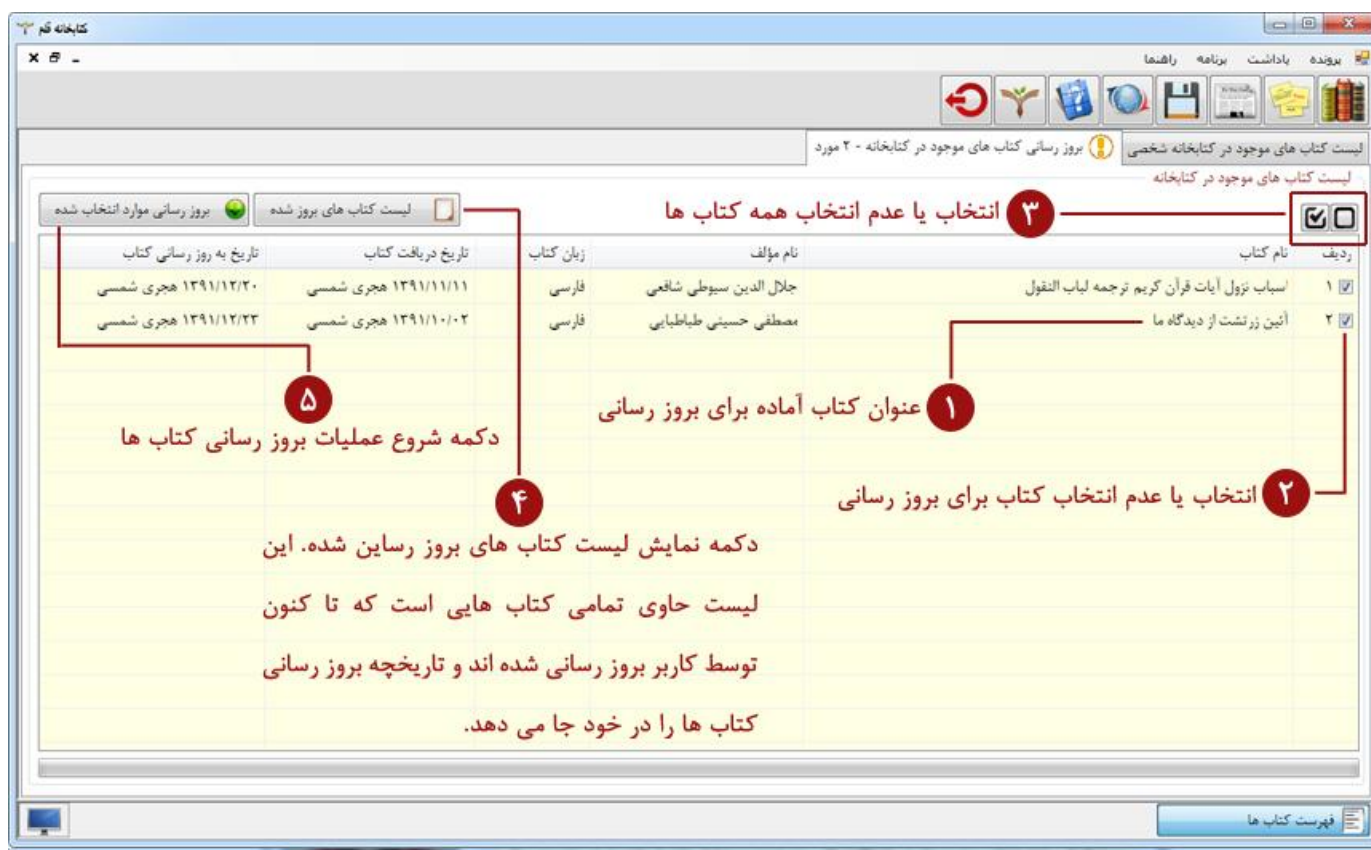 کتابخانه قم
پرونده یاداشت برنامه راهنما
لیست کتاب های موجود در کتابخانه شخصی بروز رسانی کتاب های موجود در کتابخانه - ۲ مورد
لیست کتاب های موجود در کتابخانه
۳ انتخاب یا عدم انتخاب همه کتاب ها
لیست کتاب های بروز شده بروز رسانی موارد انتخاب شده
ردیف نام کتاب نام مؤلف زبان کتاب تاریخ دریافت کتاب تاریخ به روز رسانی کتاب
۱ اسباب نزول آیات قرآن کریم ترجمه لباب النقول جلال الدین سیوطی شافعی فارسی ۱۳۹۱/۱۱/۱۱ هجری شمسی ۱۳۹۱/۱۲/۲۰ هجری شمسی
۲ آئین زرتشت از دیدگاه ما مصطفی حسینی طباطبایی فارسی ۱۳۹۱/۱۰/۰۲ هجری شمسی ۱۳۹۱/۱۲/۲۳ هجری شمسی
۱ عنوان کتاب آماده برای بروز رسانی
۵
دکمه شروع عملیات بروز رسانی کتاب ها
۲ انتخاب یا عدم انتخاب کتاب برای بروز رسانی
۴
دکمه نمایش لیست کتاب های بروز رساین شده. این
لیست حاوی تمامی کتاب هایی است که تا کنون
توسط کاربر بروز رسانی شده اند و تاریخچه بروز رسانی
کتاب ها را در خود جا می دهد.
فهرست کتاب ها